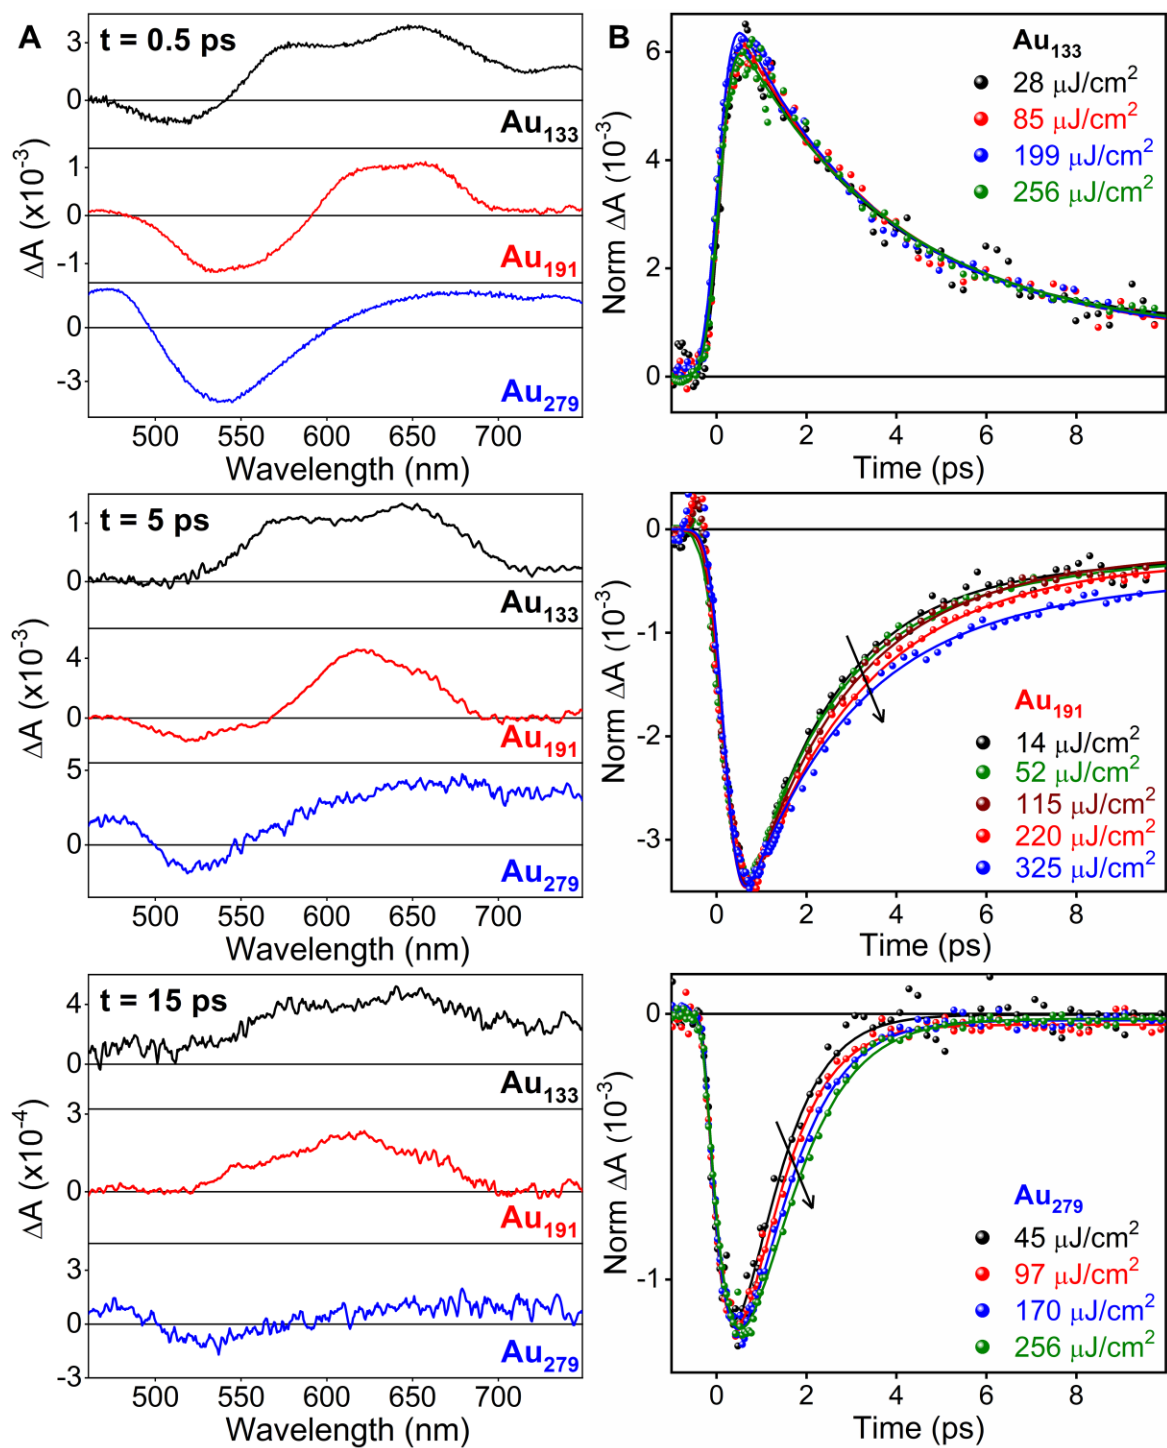 A
t = 0.5 ps
3
0
Au133
1
0
-1
Au191
0
-3
Au279
ΔA (x10-3)
500 550 600 650 700
Wavelength (nm)
t = 5 ps
1
0
Au133
4
0
Au191
5
0
Au279
ΔA (x10-3)
500 550 600 650 700
Wavelength (nm)
t = 15 ps
4
0
Au133
3
0
Au191
3
0
-3
Au279
ΔA (x10-4)
500 550 600 650 700
Wavelength (nm)
B
Au133
28 μJ/cm2
85 μJ/cm2
199 μJ/cm2
256 μJ/cm2
6
4
2
0
Norm ΔA (10-3)
0 2 4 6 8
Time (ps)
0
-1
-2
-3
Norm ΔA (10-3)
Au191
14 μJ/cm2
52 μJ/cm2
115 μJ/cm2
220 μJ/cm2
325 μJ/cm2
0 2 4 6 8
Time (ps)
0
-1
Norm ΔA (10-3)
Au279
45 μJ/cm2
97 μJ/cm2
170 μJ/cm2
256 μJ/cm2
0 2 4 6 8
Time (ps)